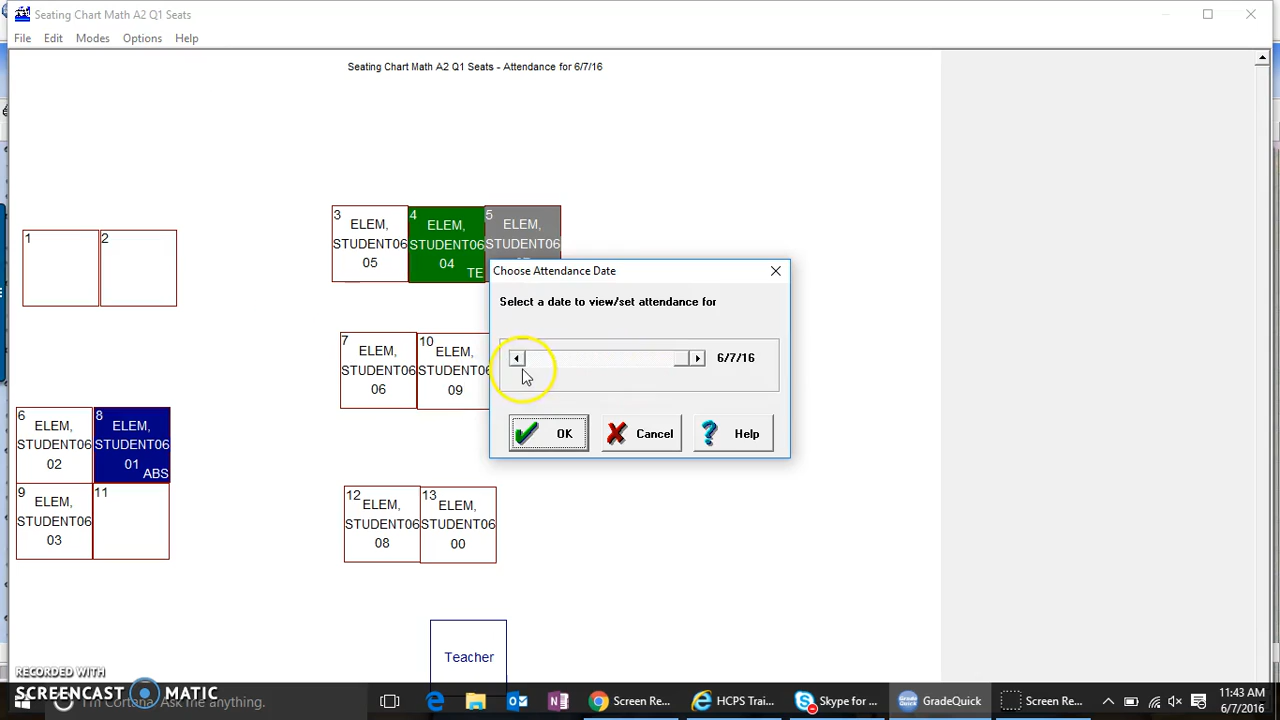 Seating Chart Math A2 Q1 Seats
File Edit Modes Options Help
Seating Chart Math A2 Q1 Seats - Attendance for 6/7/16
1
2
3
ELEM,
STUDENT06
05
4
ELEM,
STUDENT06
04
TE
5
ELEM,
STUDENT06
Choose Attendance Date
Select a date to view/set attendance for
6/7/16
OK
Cancel
Help
7
ELEM,
STUDENT06
06
10
ELEM,
STUDENT06
09
6
ELEM,
STUDENT06
02
8
ELEM,
STUDENT06
01
ABS
9
ELEM,
STUDENT06
03
11
12
ELEM,
STUDENT06
08
13
ELEM,
STUDENT06
00
Teacher
RECORDED WITH
SCREENCAST MATIC
I'm Cortana. Ask me anything.
Screen Re...
HCPS Trai...
Skype for ...
GradeQuick
Screen Re...
11:43 AM
6/7/2016